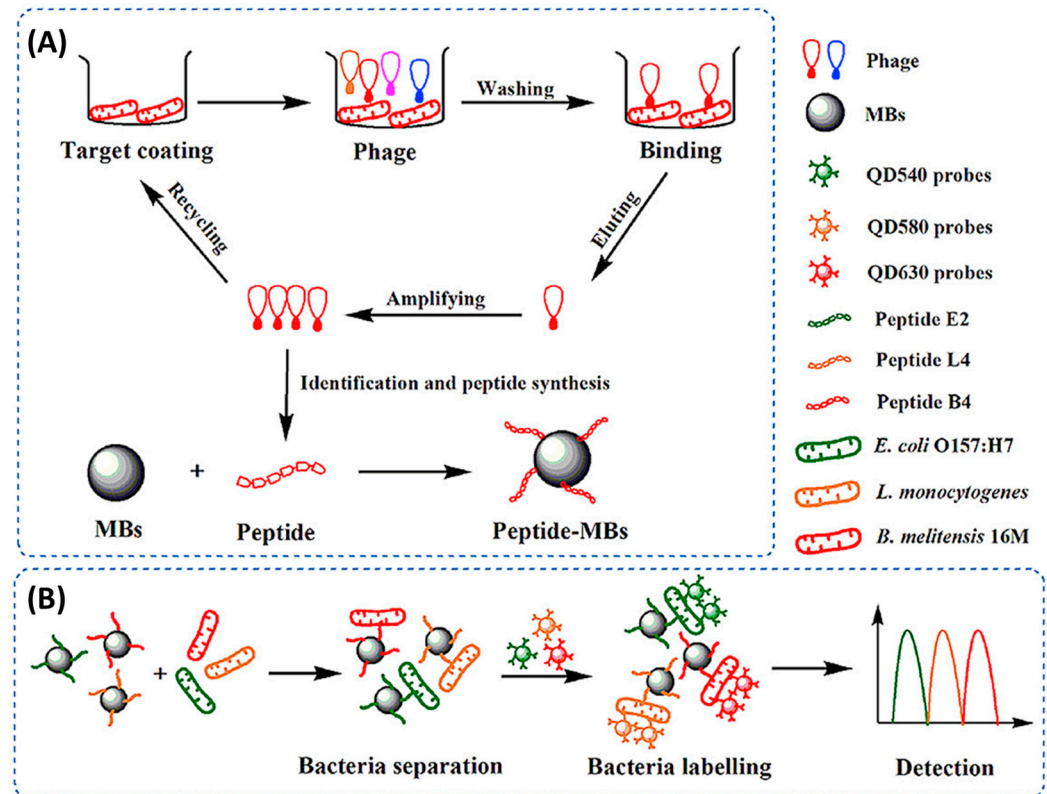 (A)
Target coating
Phage
Washing
Binding
Eluting
Amplifying
Recycling
Identification and peptide synthesis
MBs
+
Peptide
Peptide-MBs
Phage
MBs
QD540 probes
QD580 probes
QD630 probes
Peptide E2
Peptide L4
Peptide B4
E. coli O157:H7
L. monocytogenes
B. melitensis 16M
(B)
+
Bacteria separation
Bacteria labelling
Detection